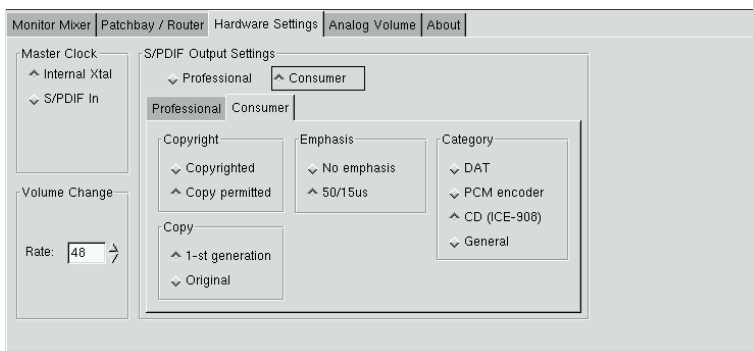 Monitor Mixer Patchbay / Router Hardware Settings Analog Volume About
Master Clock
Internal Xtal
S/PDIF In
Volume Change
Rate: 48
S/PDIF Output Settings
Professional Consumer
Professional Consumer
Copyright
Copyrighted
Copy permitted
Copy
1-st generation
Original
Emphasis
No emphasis
50/15us
Category
DAT
PCM encoder
CD (ICE-908)
General